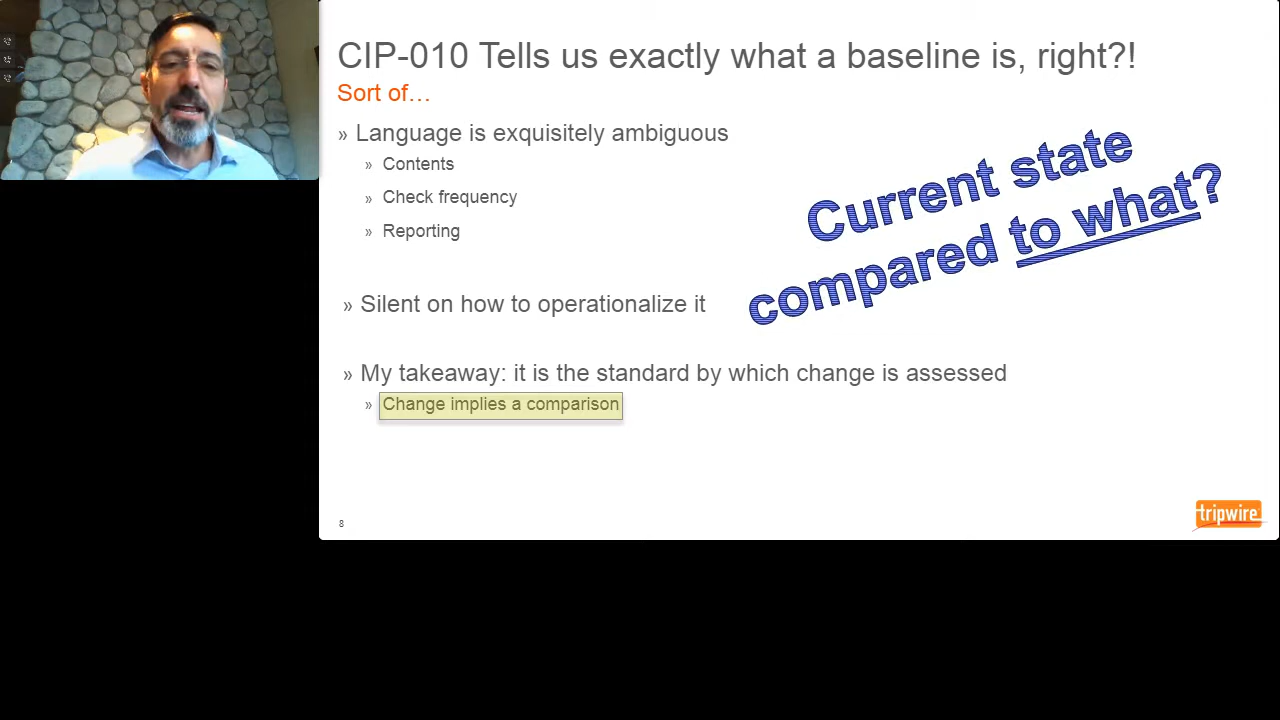 CIP-010 Tells us exactly what a baseline is, right?!
Sort of…
» Language is exquisitely ambiguous
» Contents
» Check frequency
» Reporting
Current state
compared to what?
» Silent on how to operationalize it
» My takeaway: it is the standard by which change is assessed
» Change implies a comparison
8
tripwire